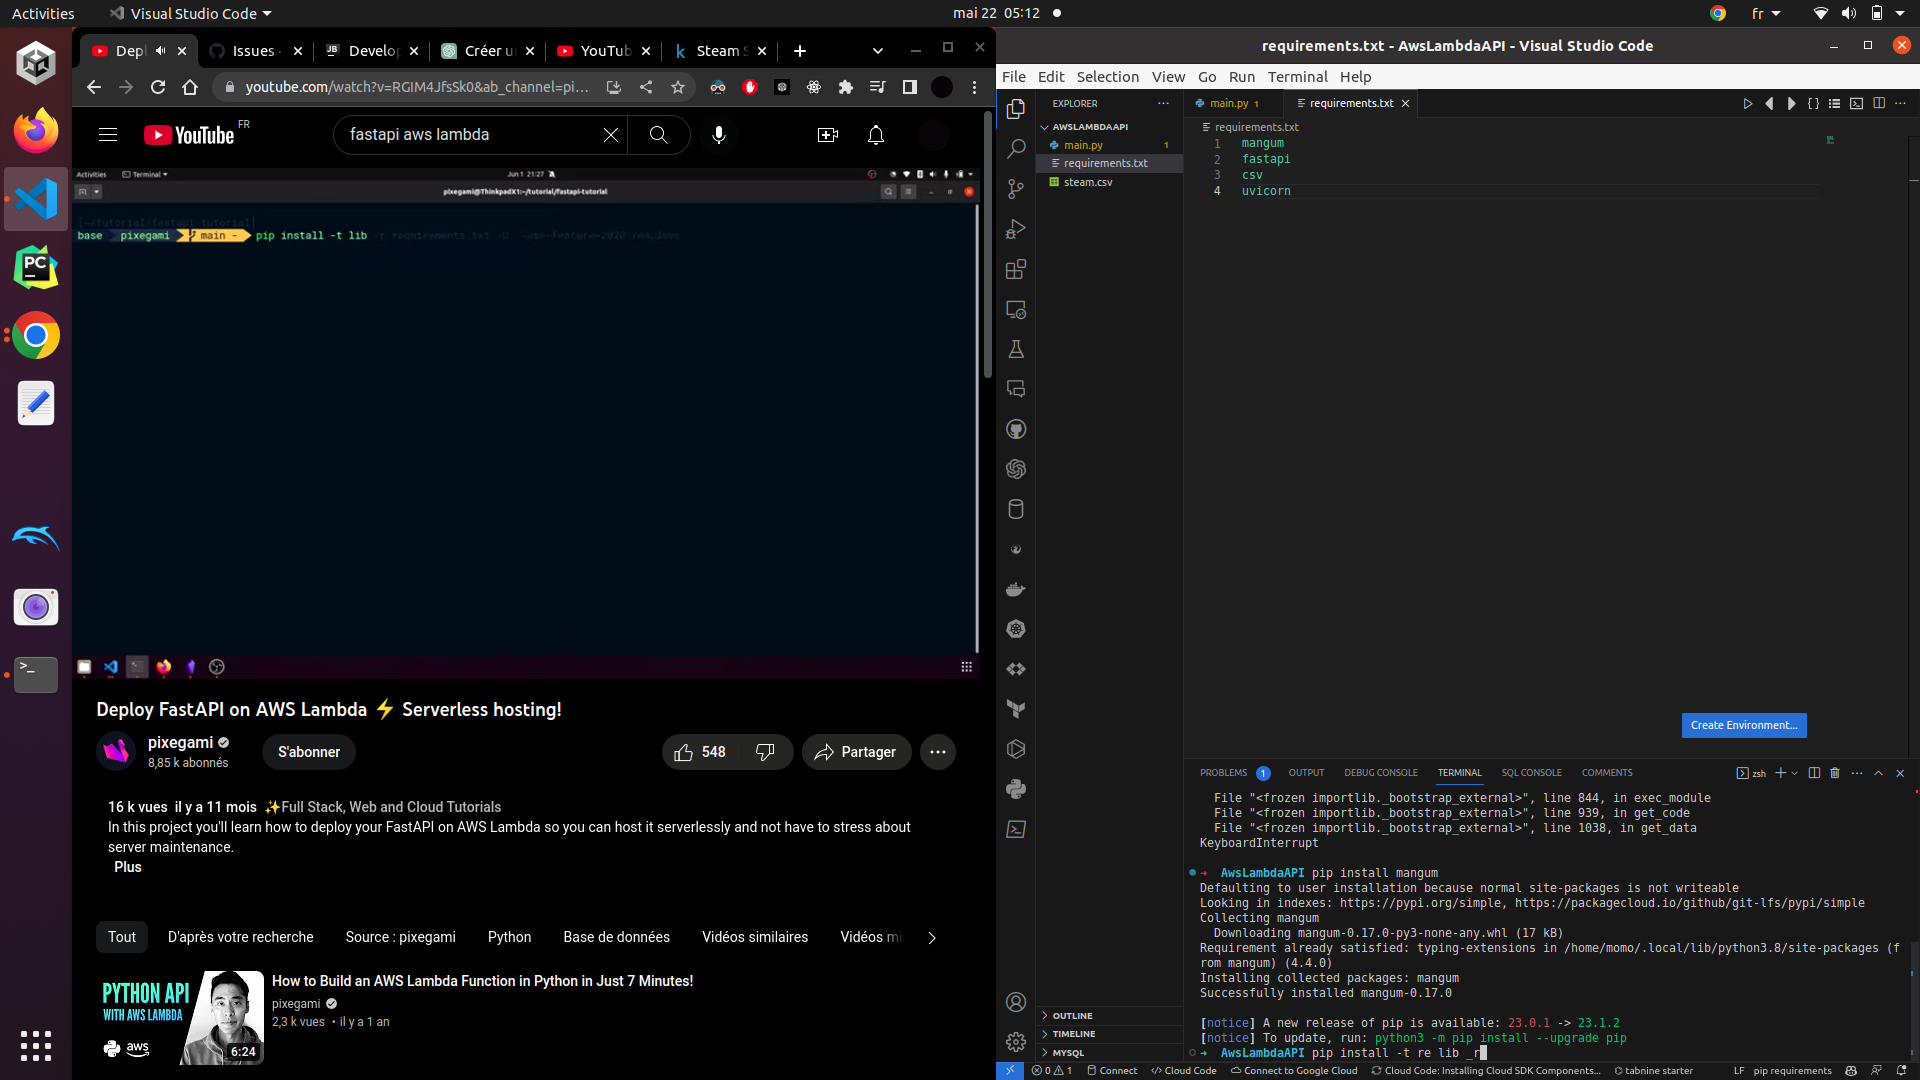 Activities
Visual Studio Code
mai 22 05:12
fr
Depl
Issues
Develop
Créer u
YouTub
Steam S
youtube.com/watch?v=RGIM4JfsSk0&ab_channel=pi...
YouTube FR
fastapi aws lambda
Activities
Terminal
Jun 1 21:27
pixegami@ThinkpadX1:~/tutorial/fastapi-tutorial
[~/tutorial/fastapi-tutorial]
base pixegami main - pip install -t lib -r requirements.txt -U
Deploy FastAPI on AWS Lambda ⚡ Serverless hosting!
pixegami
8,85 k abonnés
S'abonner
548
Partager
16 k vues il y a 11 mois ✨Full Stack, Web and Cloud Tutorials
In this project you'll learn how to deploy your FastAPI on AWS Lambda so you can host it serverlessly and not have to stress about
server maintenance.
Plus
Tout
D'après votre recherche
Source : pixegami
Python
Base de données
Vidéos similaires
Vidéos mi
PYTHON API
WITH AWS LAMBDA
aws
6:24
How to Build an AWS Lambda Function in Python in Just 7 Minutes!
pixegami
2,3 k vues • il y a 1 an
requirements.txt - AwsLambdaAPI - Visual Studio Code
File Edit Selection View Go Run Terminal Help
EXPLORER
AWSLAMBDAAPI
main.py 1
requirements.txt
steam.csv
OUTLINE
TIMELINE
MYSQL
main.py 1
requirements.txt
requirements.txt
1 mangum
2 fastapi
3 csv
4 uvicorn
Create Environment...
PROBLEMS 1
OUTPUT
DEBUG CONSOLE
TERMINAL
SQL CONSOLE
COMMENTS
zsh
File "<frozen importlib._bootstrap_external>", line 844, in exec_module
File "<frozen importlib._bootstrap_external>", line 939, in get_code
File "<frozen importlib._bootstrap_external>", line 1038, in get_data
KeyboardInterrupt
➜ AwsLambdaAPI pip install mangum
Defaulting to user installation because normal site-packages is not writeable
Looking in indexes: https://pypi.org/simple, https://packagecloud.io/github/git-lfs/pypi/simple
Collecting mangum
Downloading mangum-0.17.0-py3-none-any.whl (17 kB)
Requirement already satisfied: typing-extensions in /home/momo/.local/lib/python3.8/site-packages (f
rom mangum) (4.4.0)
Installing collected packages: mangum
Successfully installed mangum-0.17.0
[notice] A new release of pip is available: 23.0.1 -> 23.1.2
[notice] To update, run: python3 -m pip install --upgrade pip
➜ AwsLambdaAPI pip install -t re lib _r
0 1
Connect
Cloud Code
Connect to Google Cloud
Cloud Code: Installing Cloud SDK Components...
tabnine starter
LF
pip requirements